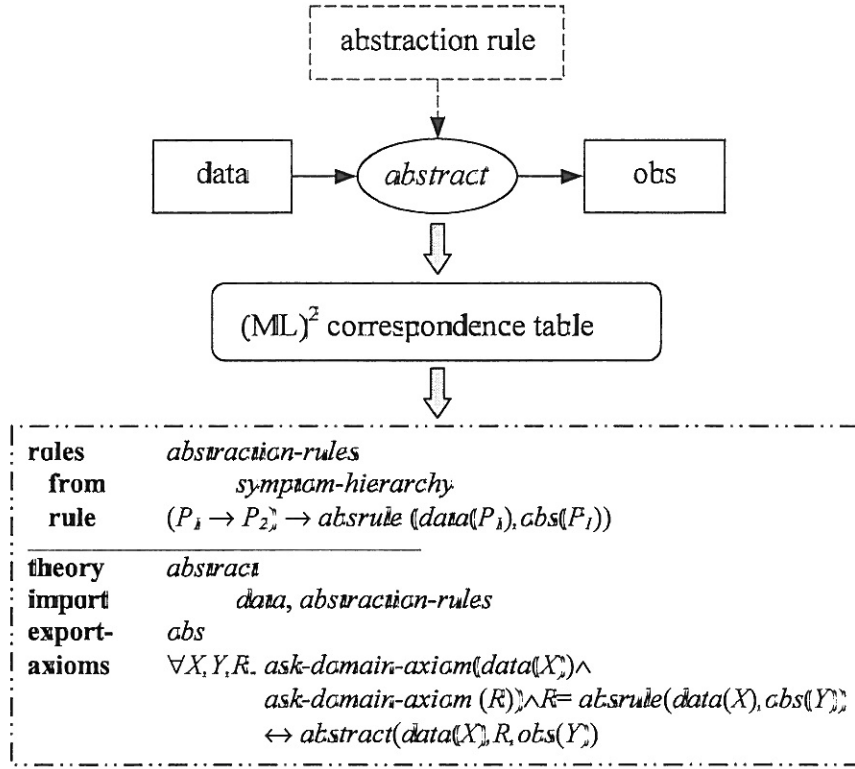 abstraction rule
data
abstract
obs
(ML)² correspondence table
roles abstraction-rules
from symptom-hierarchy
rule (P₁ → P₂) → absrule (data(P₁), obs(P₁))
theory abstract
import data, abstraction-rules
export- obs
axioms ∀X,Y,R. ask-domain-axiom(data(X))∧
ask-domain-axiom (R))∧R= absrule(data(X),obs(Y))
↔ abstract(data(X),R,obs(Y))